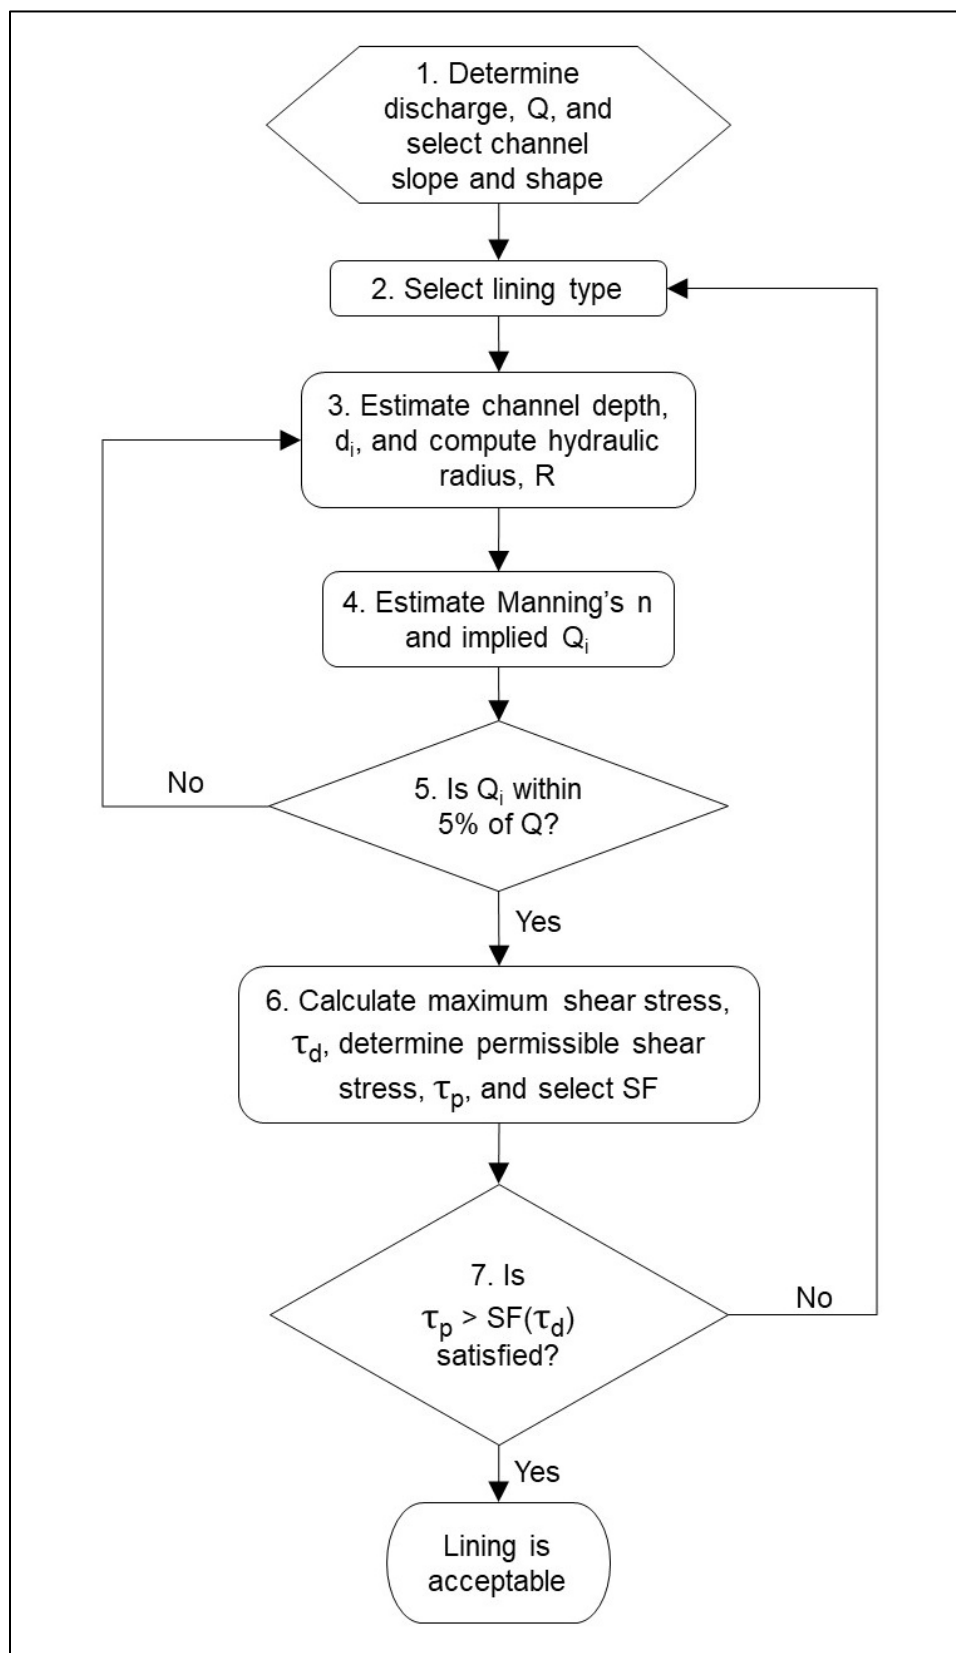 1. Determine
discharge, Q, and
select channel
slope and shape
2. Select lining type
3. Estimate channel depth,
dᵢ, and compute hydraulic
radius, R
4. Estimate Manning’s n
and implied Qᵢ
5. Is Qᵢ within
5% of Q?
No
Yes
6. Calculate maximum shear stress,
τd, determine permissible shear
stress, τp, and select SF
7. Is
τp > SF(τd)
satisfied?
No
Yes
Lining is
acceptable